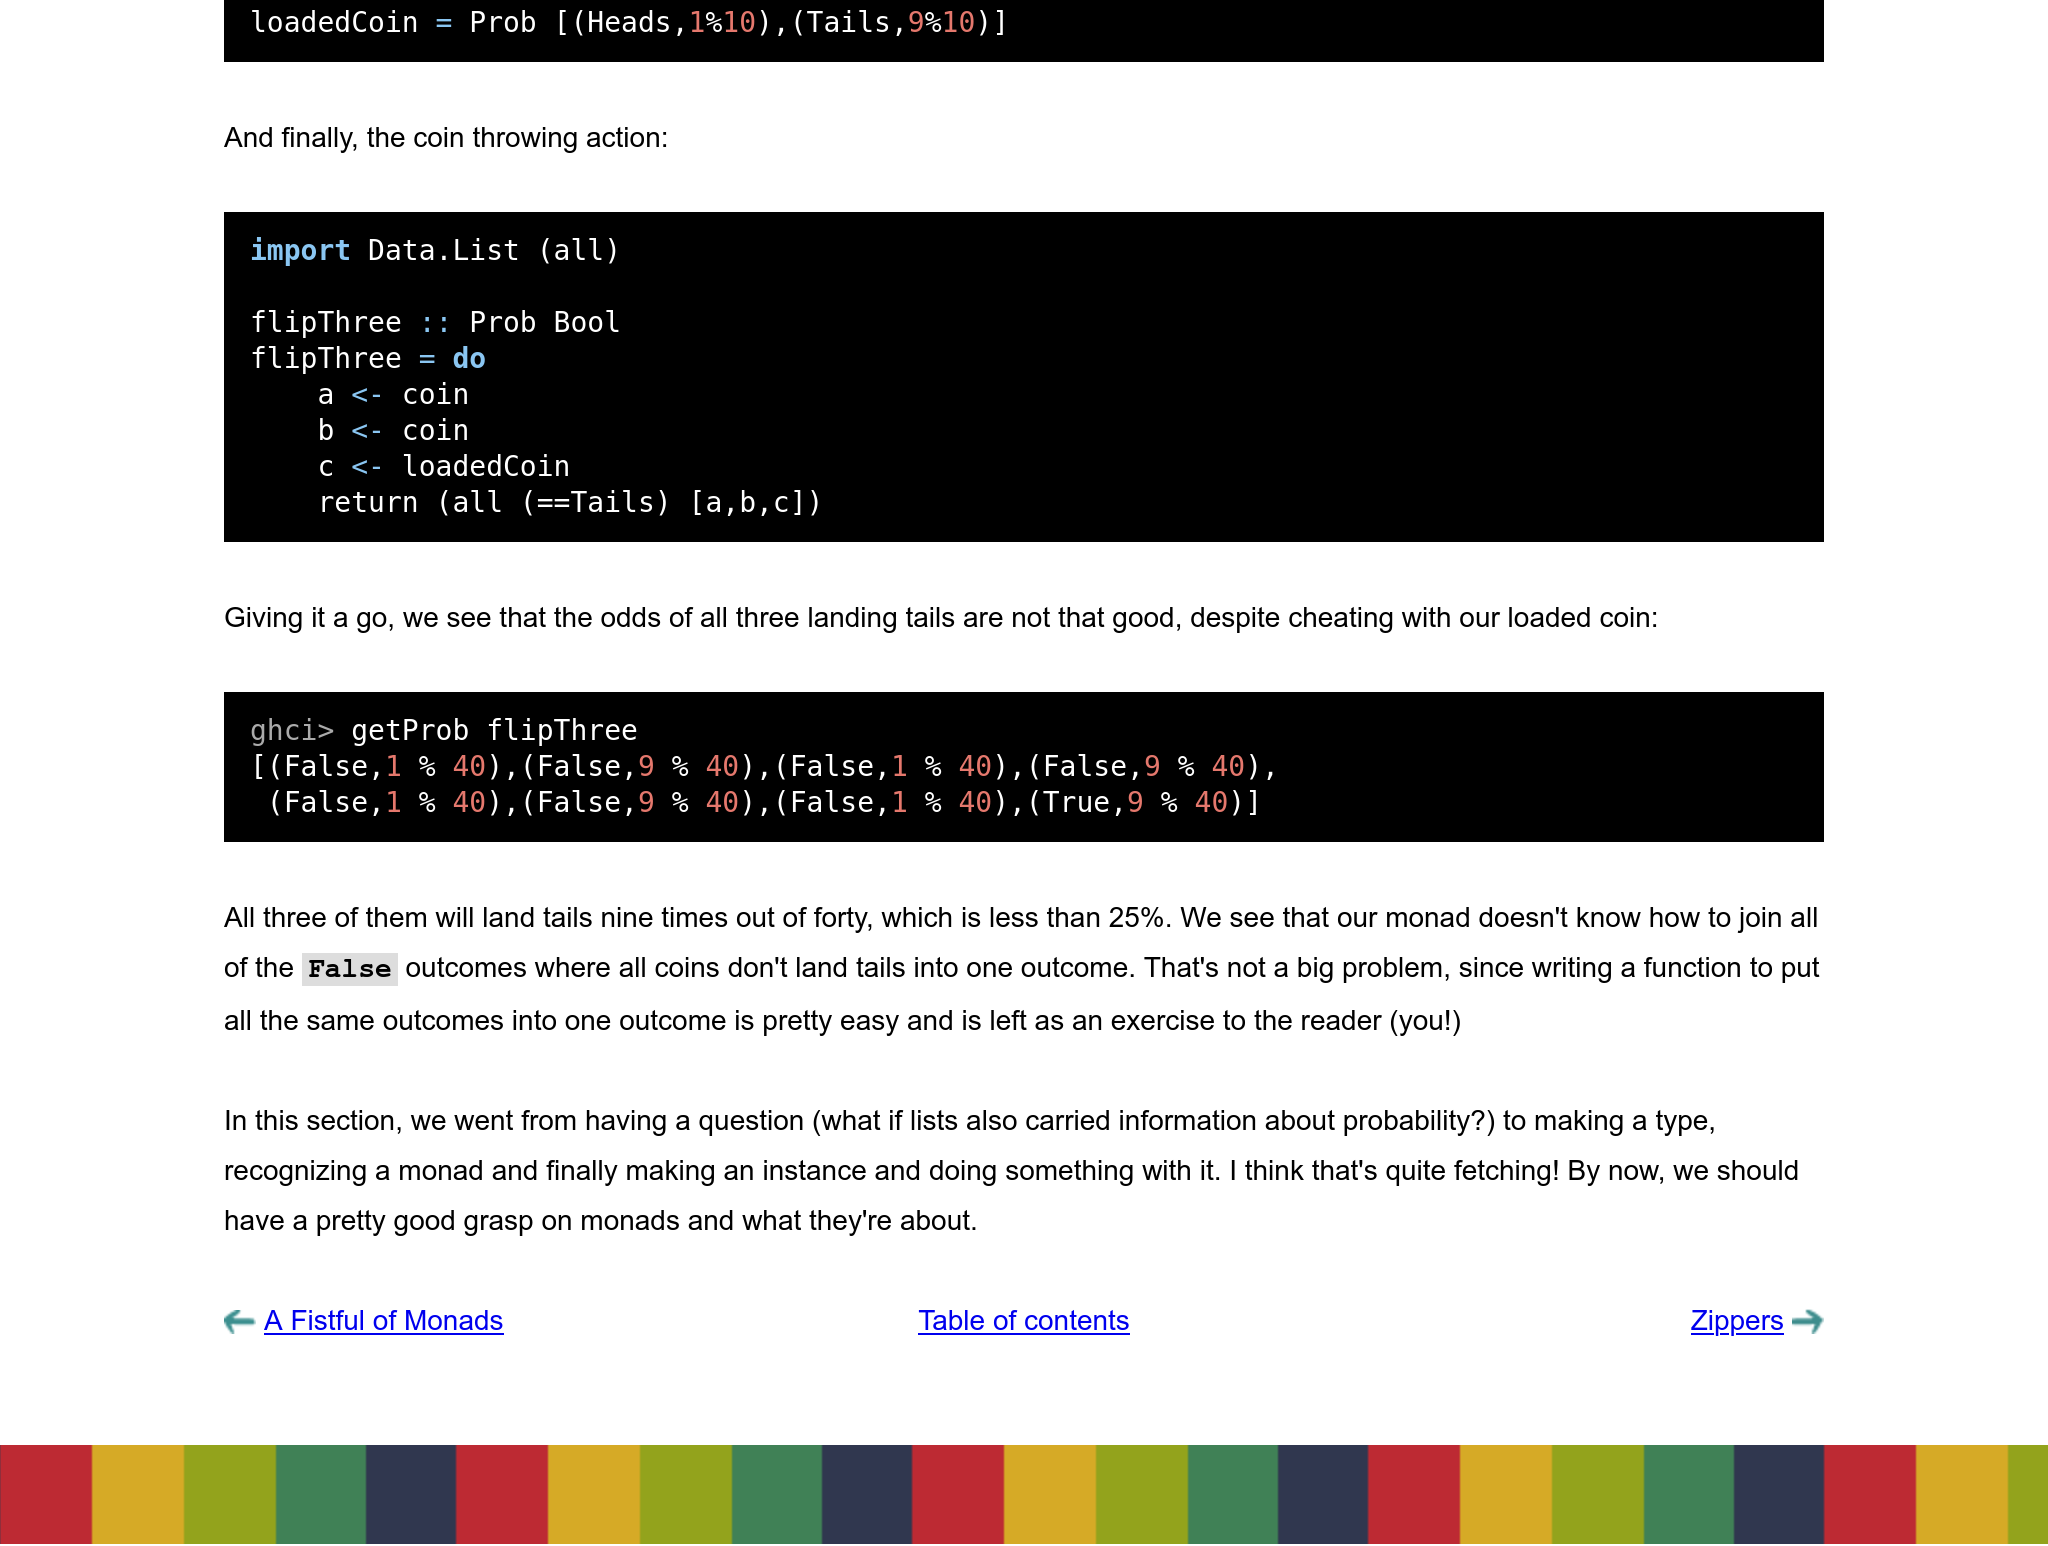 loadedCoin = Prob [(Heads,1%10),(Tails,9%10)]
And finally, the coin throwing action:
import Data.List (all)
flipThree :: Prob Bool
flipThree = do
    a <- coin
    b <- coin
    c <- loadedCoin
    return (all (==Tails) [a,b,c])
Giving it a go, we see that the odds of all three landing tails are not that good, despite cheating with our loaded coin:
ghci> getProb flipThree
[(False,1 % 40),(False,9 % 40),(False,1 % 40),(False,9 % 40),
 (False,1 % 40),(False,9 % 40),(False,1 % 40),(True,9 % 40)]
All three of them will land tails nine times out of forty, which is less than 25%. We see that our monad doesn't know how to join all
of the False outcomes where all coins don't land tails into one outcome. That's not a big problem, since writing a function to put
all the same outcomes into one outcome is pretty easy and is left as an exercise to the reader (you!)
In this section, we went from having a question (what if lists also carried information about probability?) to making a type,
recognizing a monad and finally making an instance and doing something with it. I think that's quite fetching! By now, we should
have a pretty good grasp on monads and what they're about.
A Fistful of Monads Table of contents Zippers